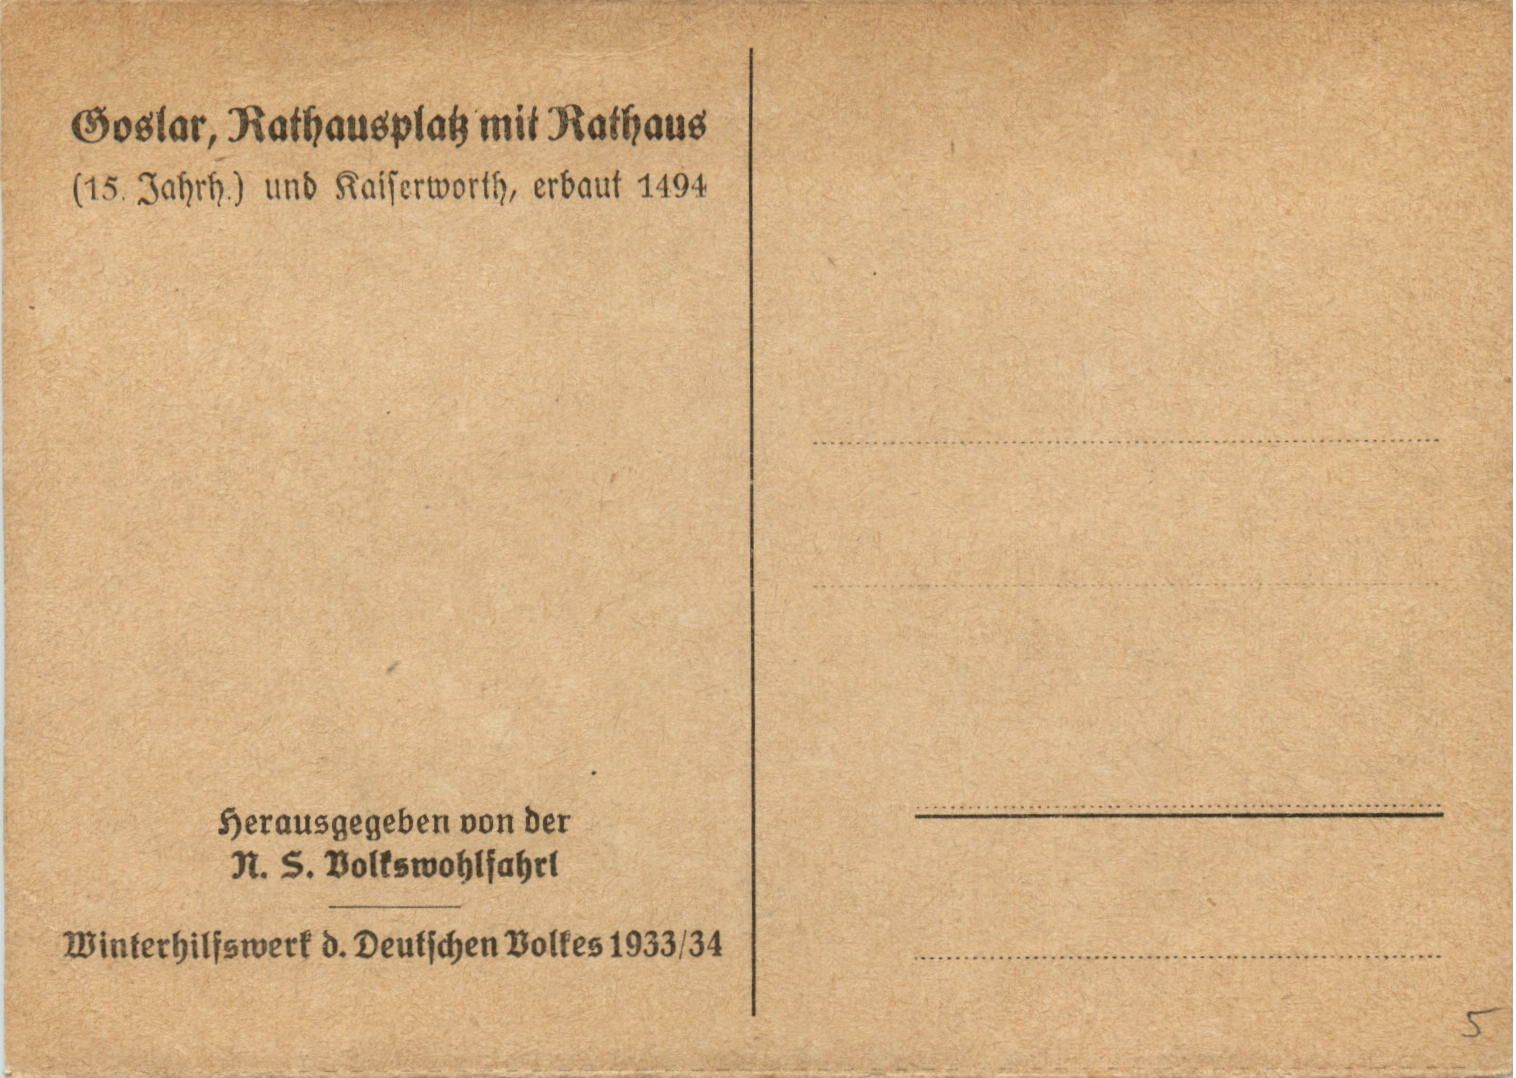 Goslar, Rathausplatz mit Rathaus
(15. Jahrh.) und Kaiserworth, erbaut 1494
Herausgegeben von der
N. S. Volkswohlfahrt
Winterhilfswerk d. Deutschen Volkes 1933/34
5